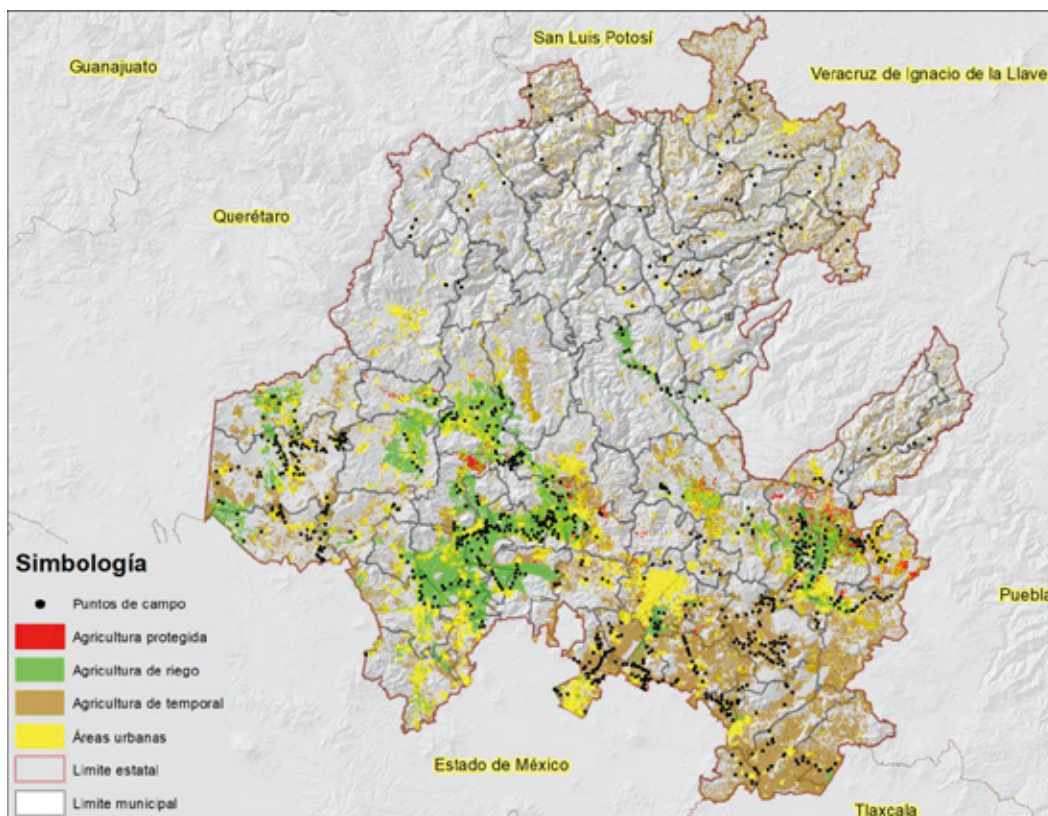 San Luis Potosí
Guanajuato
Veracruz de Ignacio de la Llave
Querétaro
Puebla
Estado de México
Tlaxcala
Simbología
Puntos de campo
Agricultura protegida
Agricultura de riego
Agricultura de temporal
Áreas urbanas
Limite estatal
Limite municipal